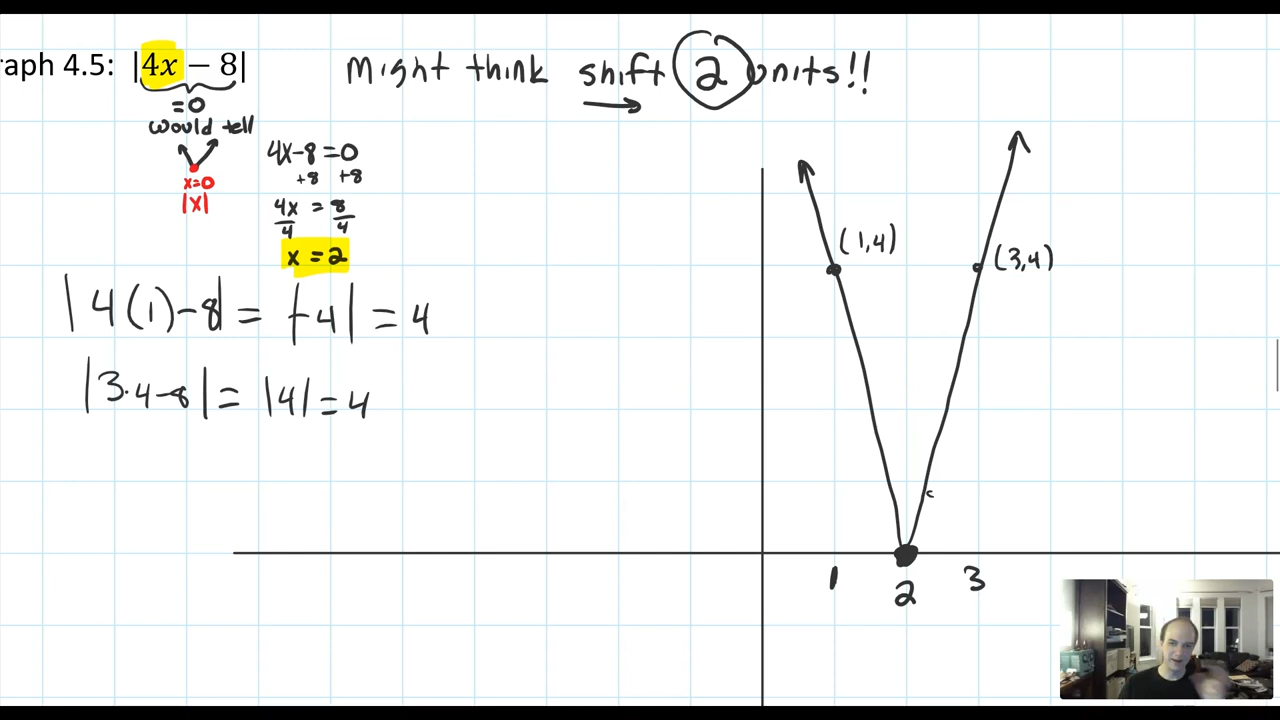 raph 4.5: |4x − 8|
Might think shift 2 units!!
=0
would tell
x=0
|x|
4x-8=0
+8 +8
4x = 8
4 4
x = 2
|4(1)-8| = |-4| = 4
|3·4-8| = |4| = 4
(1,4)
(3,4)
1 2 3